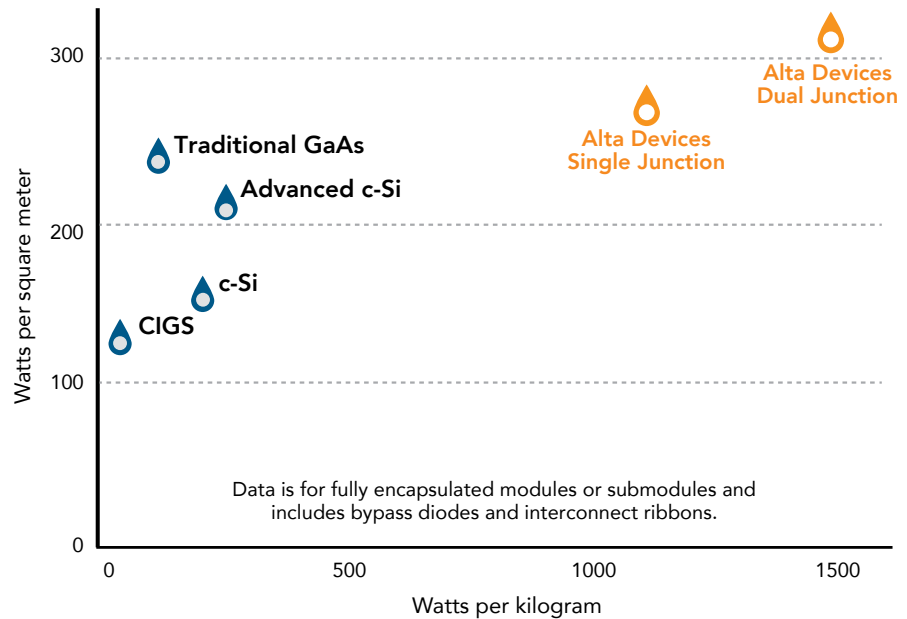 300
Alta Devices
Dual Junction
Traditional GaAs
Alta Devices
Single Junction
Advanced c-Si
200
c-Si
CIGS
100
Watts per square meter
Data is for fully encapsulated modules or submodules and
includes bypass diodes and interconnect ribbons.
0
0 500 1000 1500
Watts per kilogram